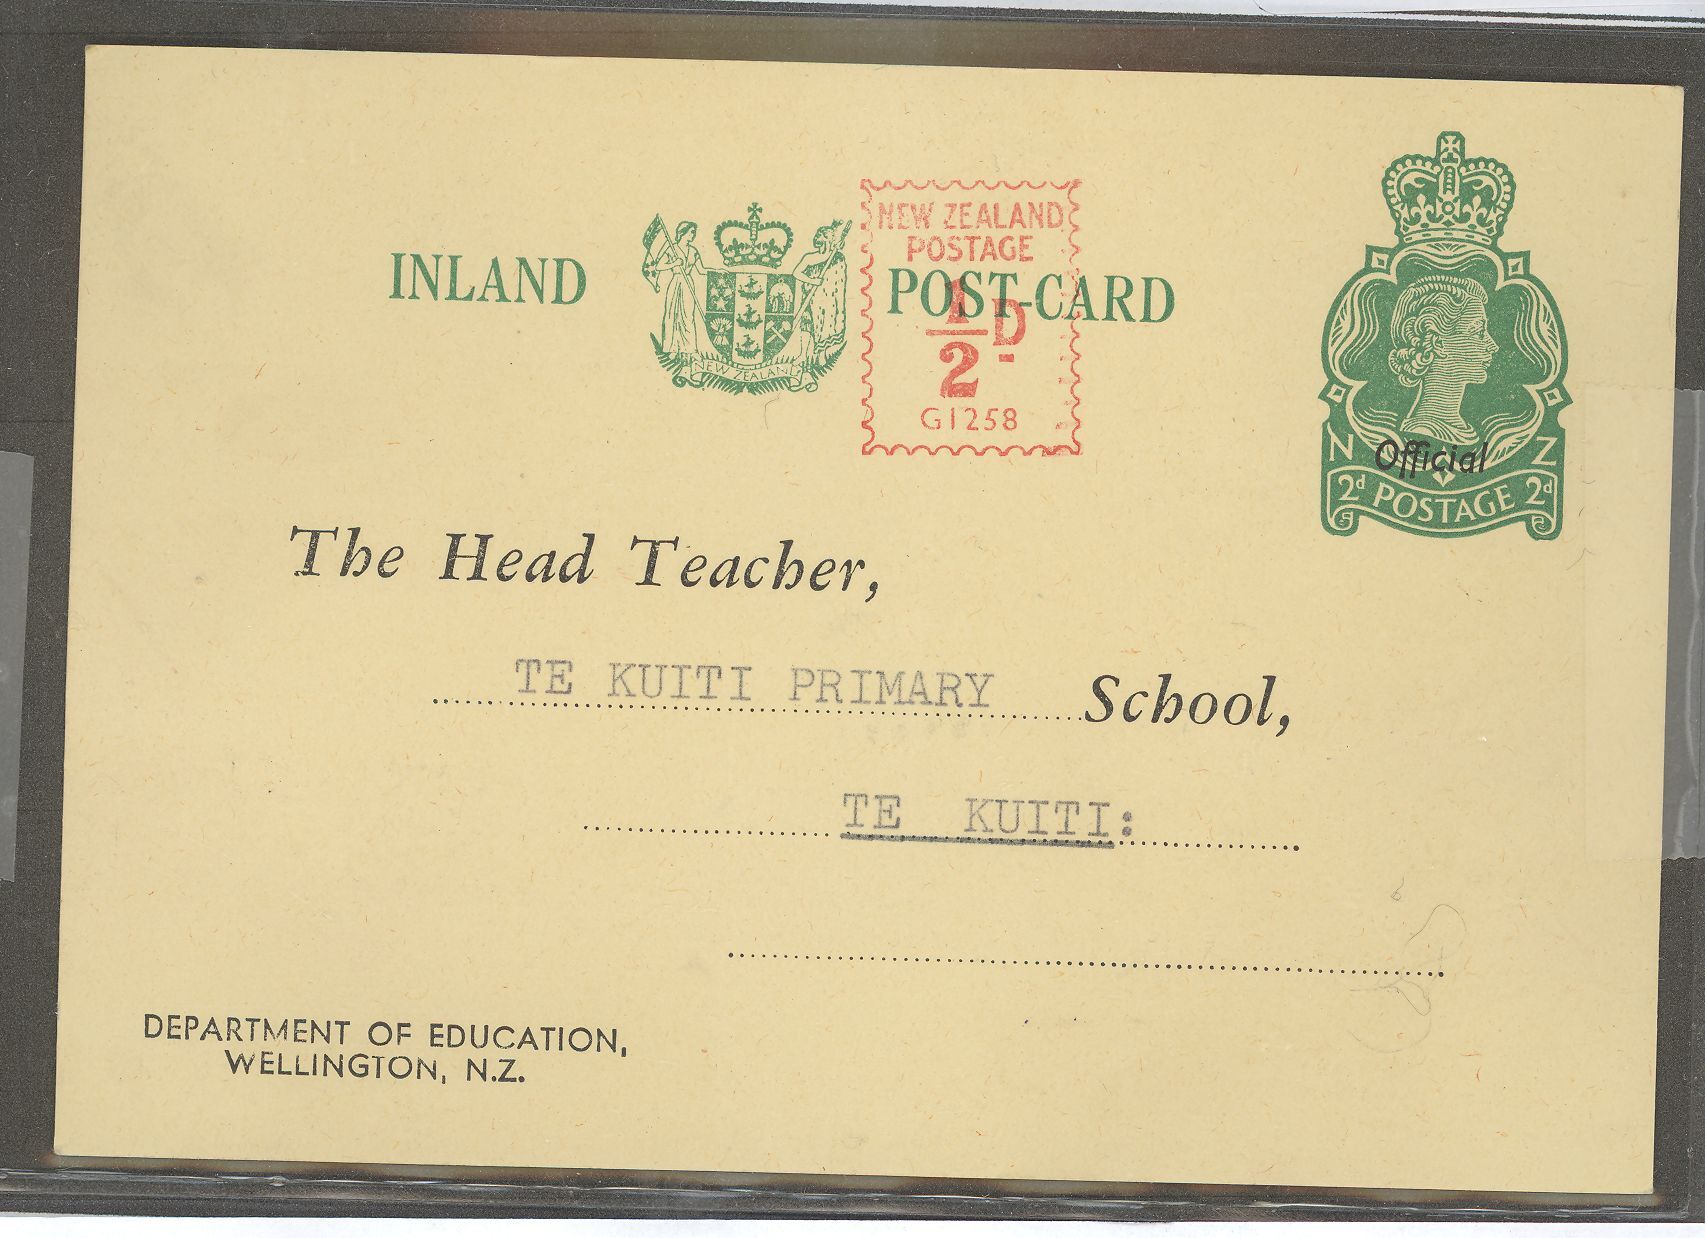 INLAND POST-CARD
NEW ZEALAND
NEW ZEALAND
POSTAGE
1/2 D
G1258
N Z
Official
2d POSTAGE 2d
The Head Teacher,
TE KUITI PRIMARY School,
TE KUITI:
DEPARTMENT OF EDUCATION,
WELLINGTON, N.Z.